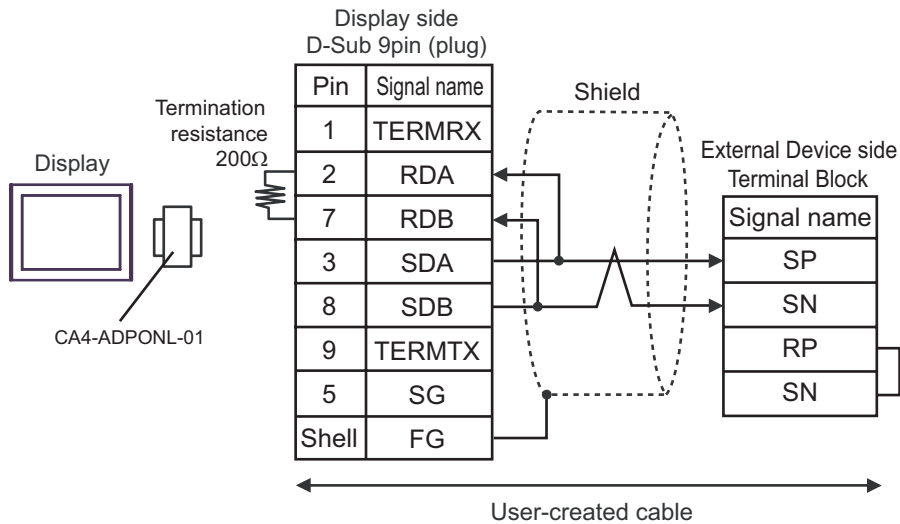 Display side
D-Sub 9pin (plug)
Pin Signal name
1 TERMRX
2 RDA
7 RDB
3 SDA
8 SDB
9 TERMTX
5 SG
Shell FG
Termination
resistance
200Ω
Display
CA4-ADPONL-01
Shield
External Device side
Terminal Block
Signal name
SP
SN
RP
SN
User-created cable